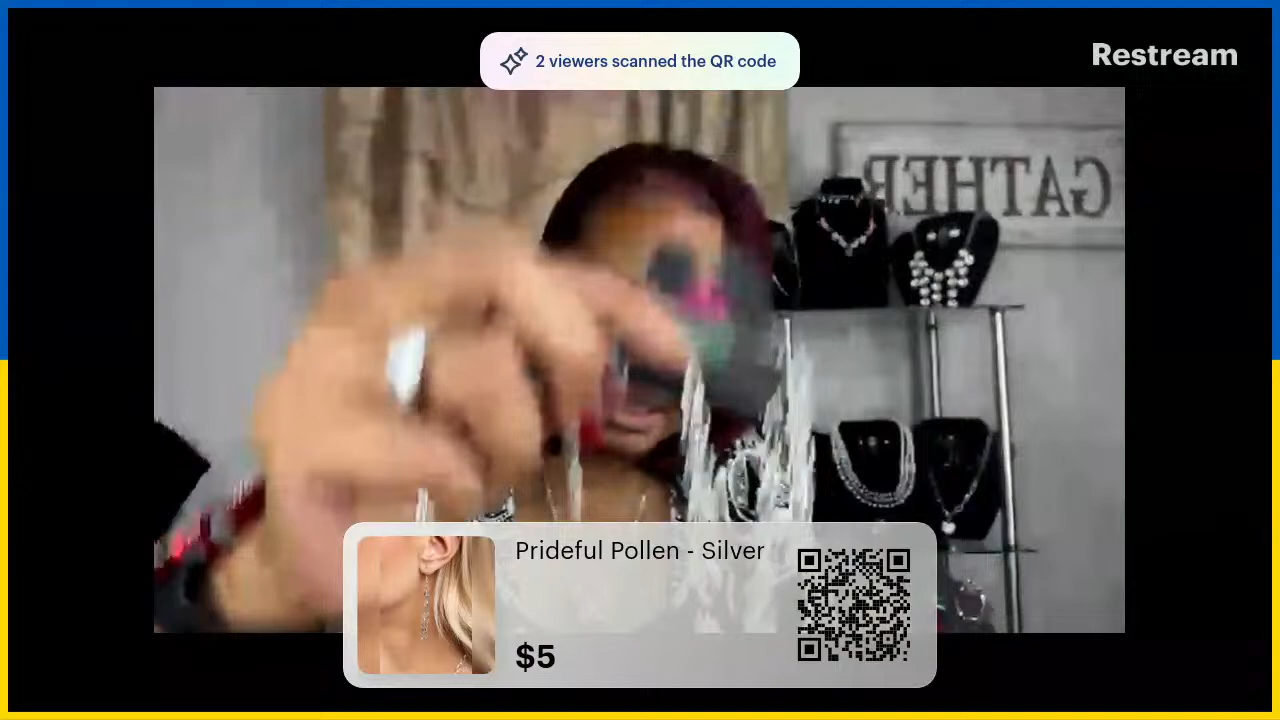 2 viewers scanned the QR code
Restream
GATHER
Prideful Pollen - Silver
$5